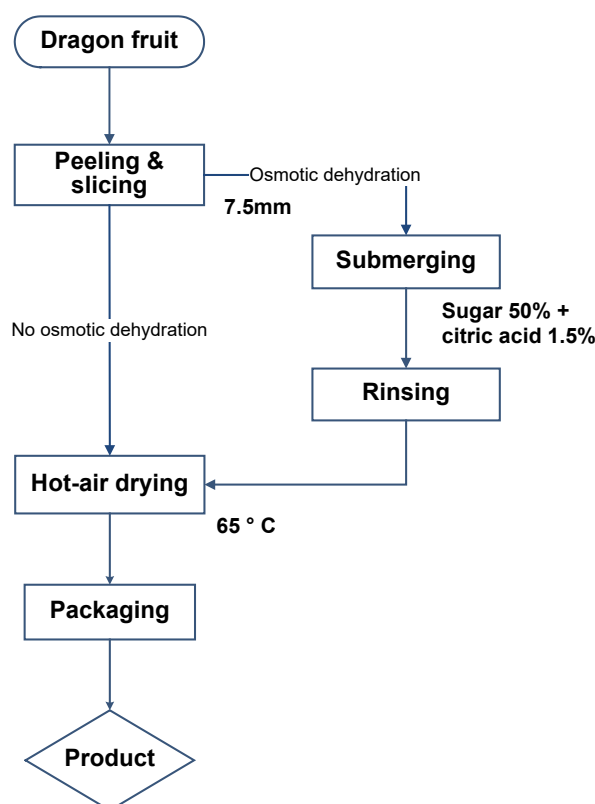 Dragon fruit
Peeling &
slicing
Osmotic dehydration
7.5mm
Submerging
Sugar 50% +
citric acid 1.5%
No osmotic dehydration
Rinsing
Hot-air drying
65 ° C
Packaging
Product